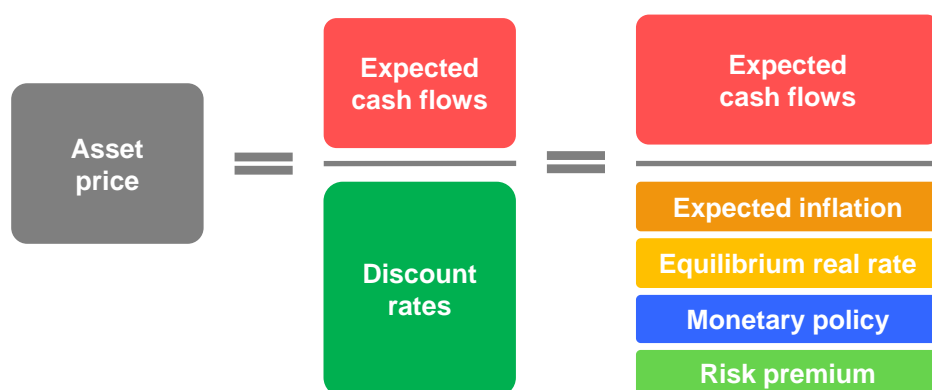 Asset
price
=
Expected
cash flows
Discount
rates
=
Expected
cash flows
Expected inflation
Equilibrium real rate
Monetary policy
Risk premium